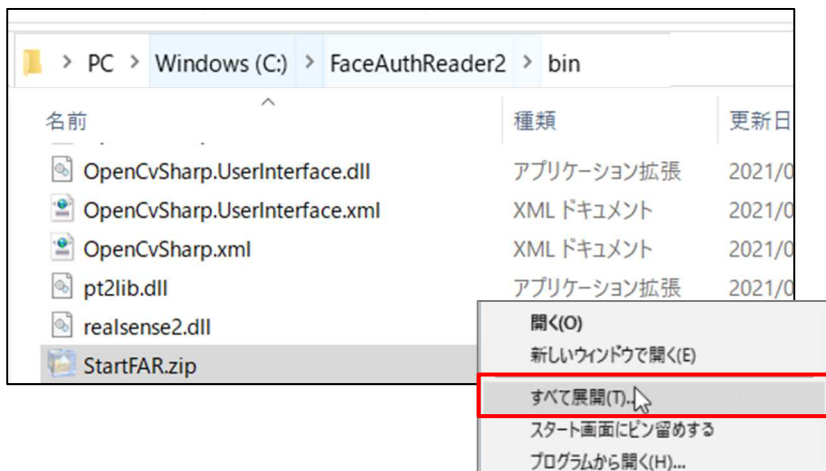 > PC > Windows (C:) > FaceAuthReader2 > bin
名前 種類 更新日
OpenCvSharp.UserInterface.dll アプリケーション拡張 2021/0
OpenCvSharp.UserInterface.xml XML ドキュメント 2021/0
OpenCvSharp.xml XML ドキュメント 2021/0
pt2lib.dll アプリケーション拡張 2021/0
realsense2.dll
StartFAR.zip
開く(O)
新しいウィンドウで開く(E)
すべて展開(T)...
スタート画面にピン留めする
プログラムから開く(H)...